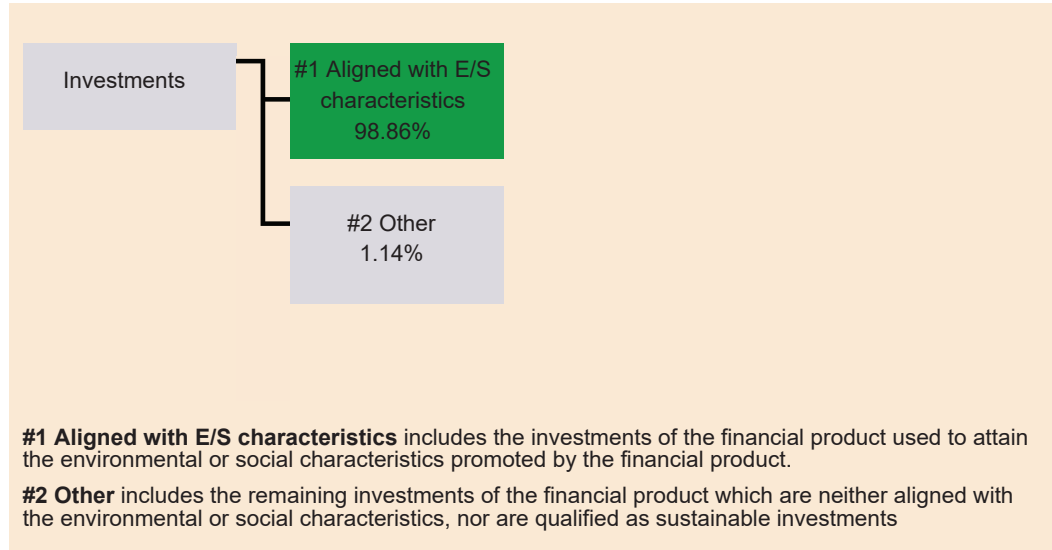 Investments
#1 Aligned with E/S
characteristics
98.86%
#2 Other
1.14%
#1 Aligned with E/S characteristics includes the investments of the financial product used to attain
the environmental or social characteristics promoted by the financial product.
#2 Other includes the remaining investments of the financial product which are neither aligned with
the environmental or social characteristics, nor are qualified as sustainable investments